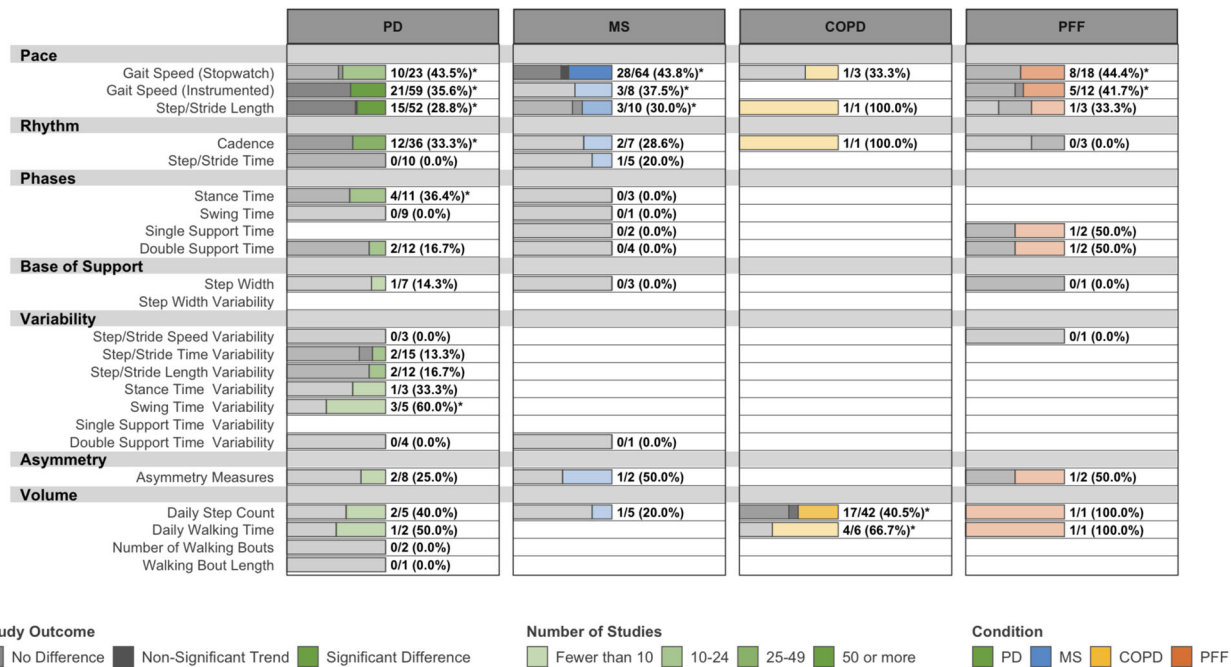 PD MS COPD PFF
Pace
Gait Speed (Stopwatch) 10/23 (43.5%)* 28/64 (43.8%)* 1/3 (33.3%) 8/18 (44.4%)*
Gait Speed (Instrumented) 21/59 (35.6%)* 3/8 (37.5%)* 5/12 (41.7%)*
Step/Stride Length 15/52 (28.8%)* 3/10 (30.0%)* 1/1 (100.0%) 1/3 (33.3%)
Rhythm
Cadence 12/36 (33.3%)* 2/7 (28.6%) 1/1 (100.0%) 0/3 (0.0%)
Step/Stride Time 0/10 (0.0%) 1/5 (20.0%)
Phases
Stance Time 4/11 (36.4%)* 0/3 (0.0%)
Swing Time 0/9 (0.0%) 0/1 (0.0%)
Single Support Time 0/2 (0.0%) 1/2 (50.0%)
Double Support Time 2/12 (16.7%) 0/4 (0.0%) 1/2 (50.0%)
Base of Support
Step Width 1/7 (14.3%) 0/3 (0.0%) 0/1 (0.0%)
Step Width Variability
Variability
Step/Stride Speed Variability 0/3 (0.0%) 0/1 (0.0%)
Step/Stride Time Variability 2/15 (13.3%)
Step/Stride Length Variability 2/12 (16.7%)
Stance Time Variability 1/3 (33.3%)
Swing Time Variability 3/5 (60.0%)*
Single Support Time Variability
Double Support Time Variability 0/4 (0.0%) 0/1 (0.0%)
Asymmetry
Asymmetry Measures 2/8 (25.0%) 1/2 (50.0%) 1/2 (50.0%)
Volume
Daily Step Count 2/5 (40.0%) 1/5 (20.0%) 17/42 (40.5%)* 1/1 (100.0%)
Daily Walking Time 1/2 (50.0%) 4/6 (66.7%)* 1/1 (100.0%)
Number of Walking Bouts 0/2 (0.0%)
Walking Bout Length 0/1 (0.0%)
udy Outcome Number of Studies Condition
No Difference Non-Significant Trend Significant Difference Fewer than 10 10-24 25-49 50 or more PD MS COPD PFF